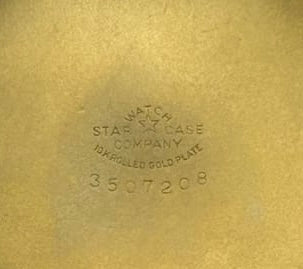 WATCH
STAR CASE
COMPANY
10K ROLLED GOLD PLATE
3507208